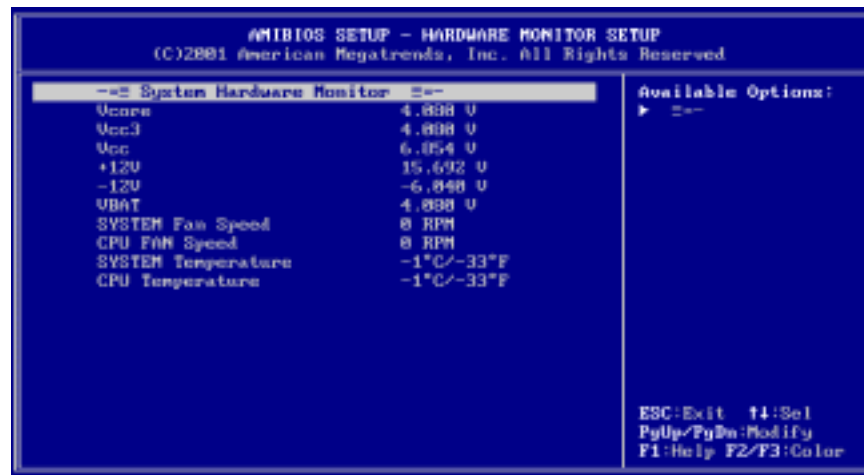 AMIBIOS SETUP - HARDWARE MONITOR SETUP
(C)2001 American Megatrends, Inc. All Rights Reserved
-=≡ System Hardware Monitor ≡=-
Vcore 4.080 V
Vcc3 4.080 V
Vcc 6.854 V
+12V 15.692 V
-12V -6.040 V
VBAT 4.080 V
SYSTEM Fan Speed 0 RPM
CPU FAN Speed 0 RPM
SYSTEM Temperature -1°C/-33°F
CPU Temperature -1°C/-33°F
Available Options:
► ≡=-
ESC:Exit ↑↓:Sel
PgUp/PgDn:Modify
F1:Help F2/F3:Color